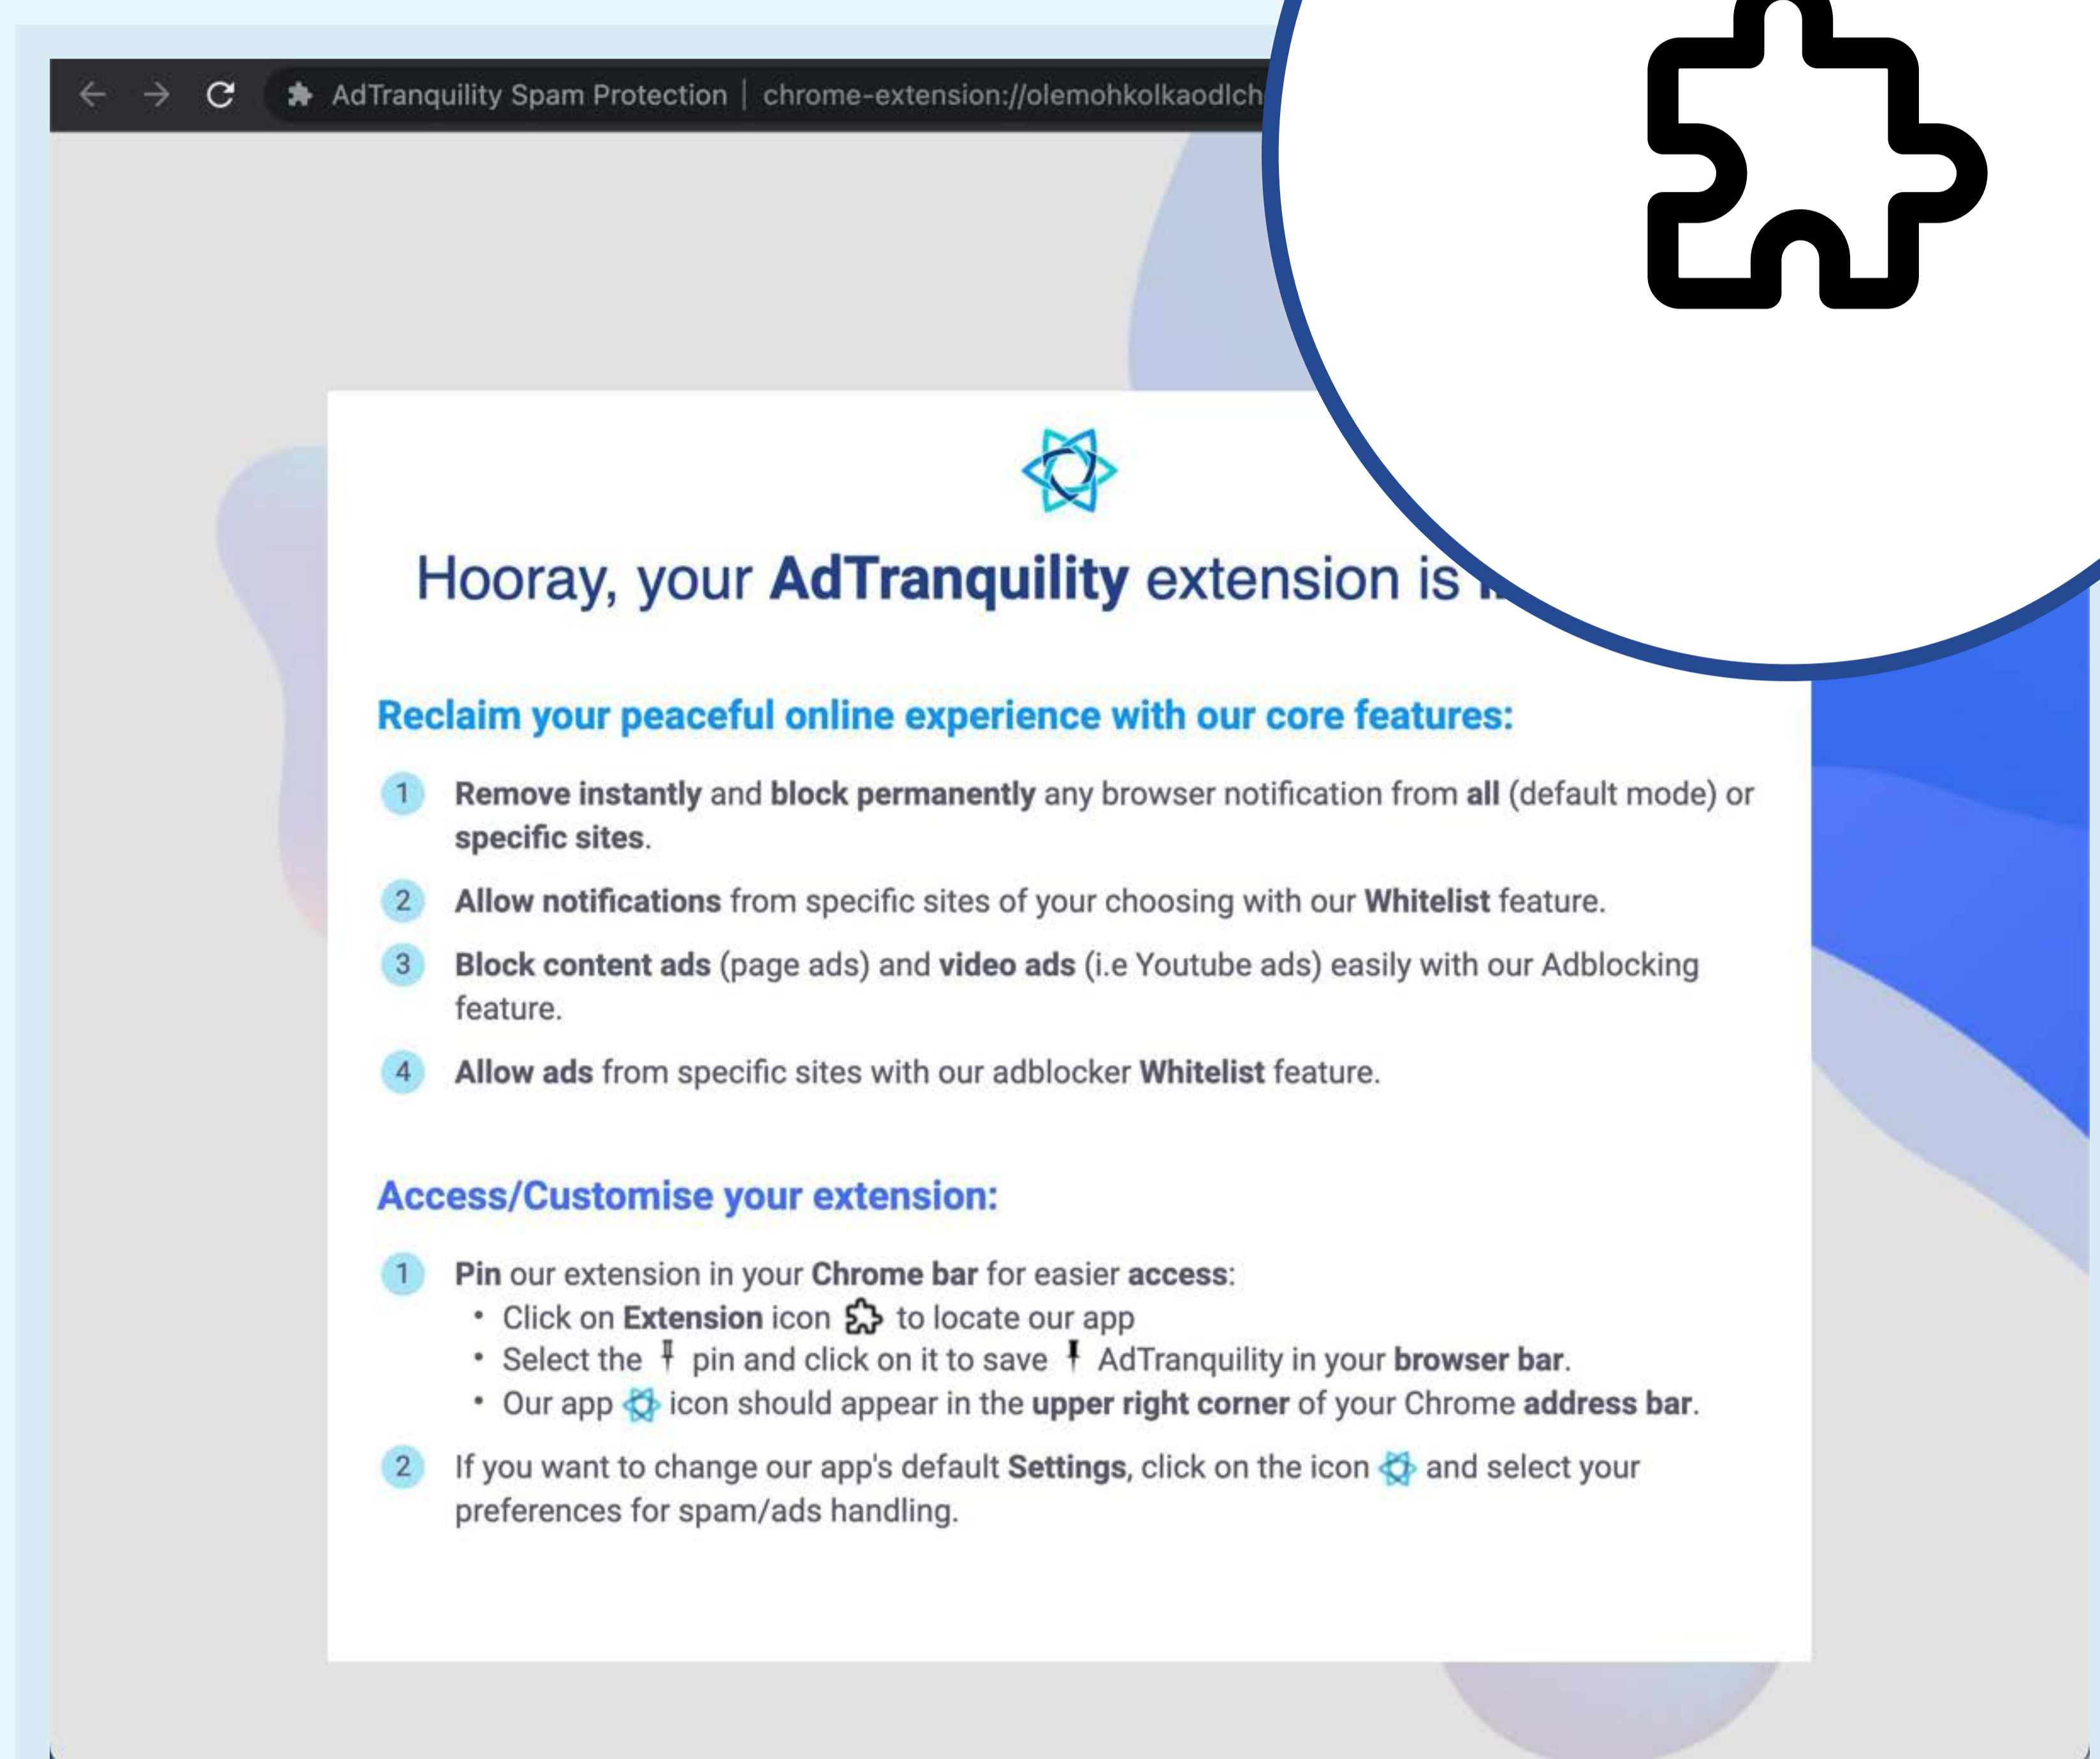 AdTranquility Spam Protection | chrome-extension://olemohkolkaodlch
Hooray, your AdTranquility extension is
Reclaim your peaceful online experience with our core features:
1 Remove instantly and block permanently any browser notification from all (default mode) or
specific sites.
2 Allow notifications from specific sites of your choosing with our Whitelist feature.
3 Block content ads (page ads) and video ads (i.e Youtube ads) easily with our Adblocking
feature.
4 Allow ads from specific sites with our adblocker Whitelist feature.
Access/Customise your extension:
1 Pin our extension in your Chrome bar for easier access:
• Click on Extension icon to locate our app
• Select the pin and click on it to save AdTranquility in your browser bar.
• Our app icon should appear in the upper right corner of your Chrome address bar.
2 If you want to change our app's default Settings, click on the icon and select your
preferences for spam/ads handling.